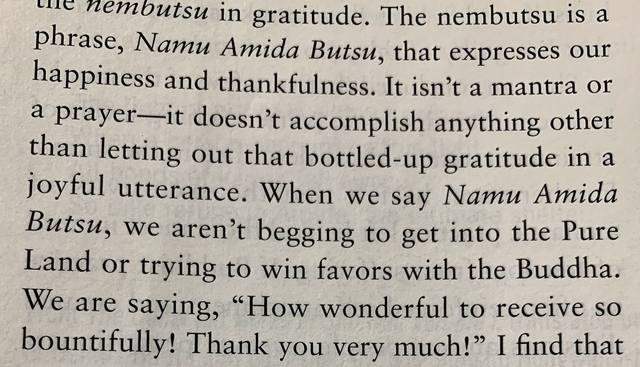 the nembutsu in gratitude. The nembutsu is a
phrase, Namu Amida Butsu, that expresses our
happiness and thankfulness. It isn’t a mantra or
a prayer—it doesn’t accomplish anything other
than letting out that bottled-up gratitude in a
joyful utterance. When we say Namu Amida
Butsu, we aren’t begging to get into the Pure
Land or trying to win favors with the Buddha.
We are saying, “How wonderful to receive so
bountifully! Thank you very much!” I find that